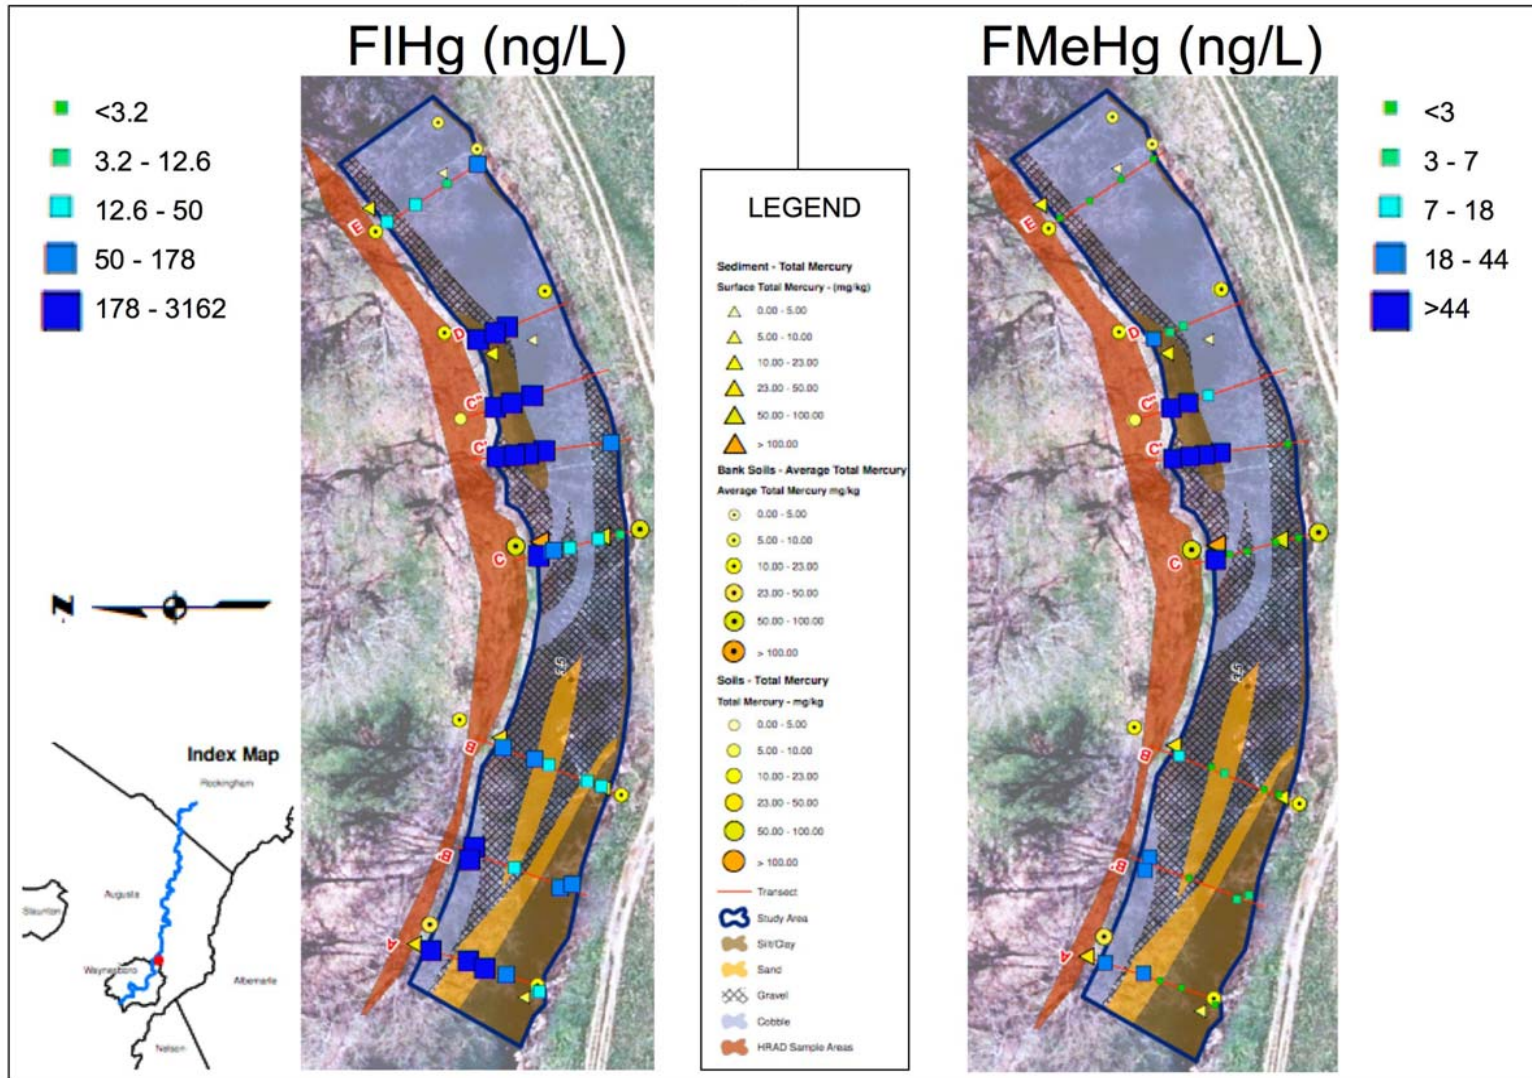 FIHg (ng/L)
<3.2
3.2 - 12.6
12.6 - 50
50 - 178
178 - 3162
FMeHg (ng/L)
<3
3 - 7
7 - 18
18 - 44
>44
E
D
C"
C'
C
B
B'
A
E
D
C"
C'
C
B
B'
A
LEGEND
Sediment - Total Mercury
Surface Total Mercury - (mg/kg)
0.00 - 5.00
5.00 - 10.00
10.00 - 23.00
23.00 - 50.00
50.00 - 100.00
> 100.00
Bank Soils - Average Total Mercury
Average Total Mercury mg/kg
0.00 - 5.00
5.00 - 10.00
10.00 - 23.00
23.00 - 50.00
50.00 - 100.00
> 100.00
Soils - Total Mercury
Total Mercury - mg/kg
0.00 - 5.00
5.00 - 10.00
10.00 - 23.00
23.00 - 50.00
50.00 - 100.00
> 100.00
Transect
Study Area
Silt/Clay
Sand
Gravel
Cobble
HRAD Sample Areas
N
Index Map
Rockingham
Augusta
Staunton
Waynesboro
Albemarle
Nelson